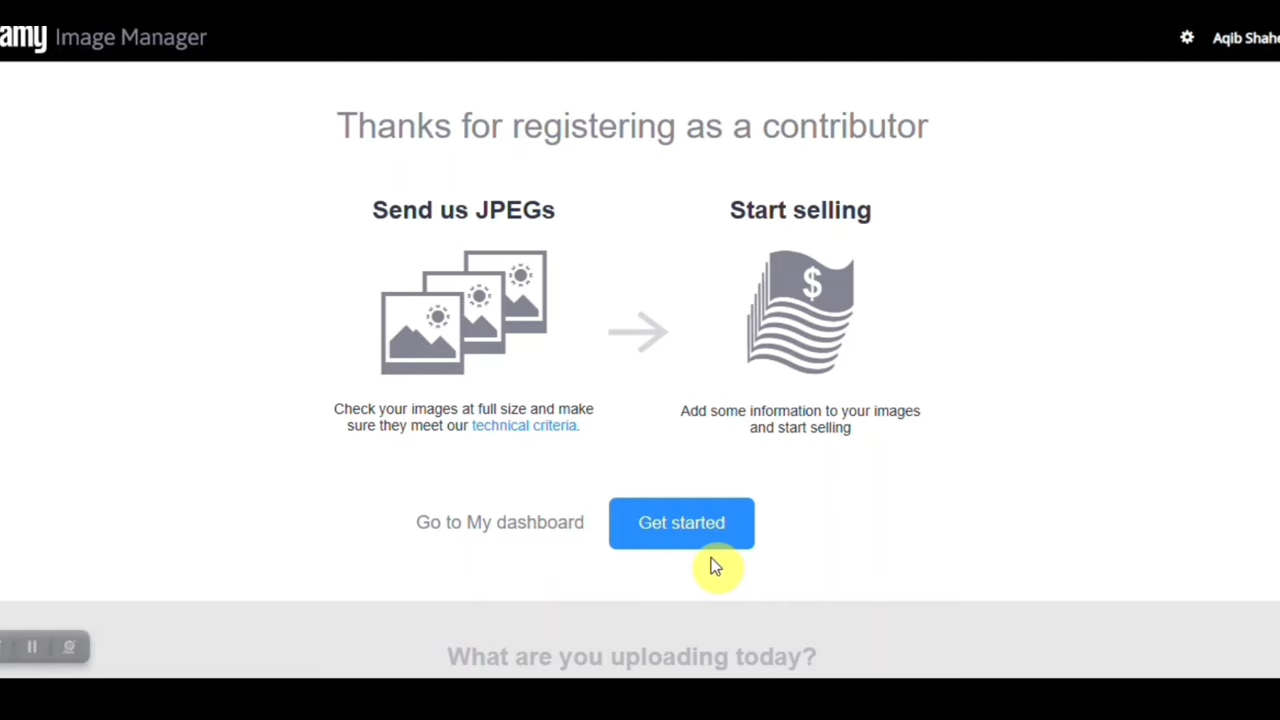 amy Image Manager
Aqib Shahe
Thanks for registering as a contributor
Send us JPEGs
Start selling
$
Check your images at full size and make
sure they meet our technical criteria.
Add some information to your images
and start selling
Go to My dashboard
Get started
What are you uploading today?